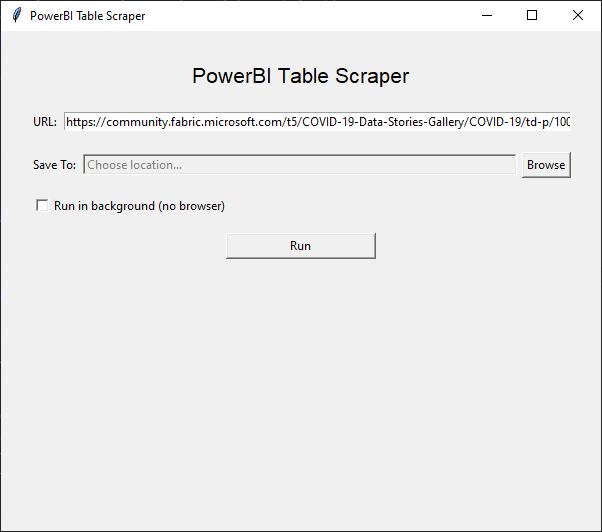 PowerBI Table Scraper
PowerBI Table Scraper
URL: https://community.fabric.microsoft.com/t5/COVID-19-Data-Stories-Gallery/COVID-19/td-p/100
Save To: Choose location... Browse
Run in background (no browser)
Run